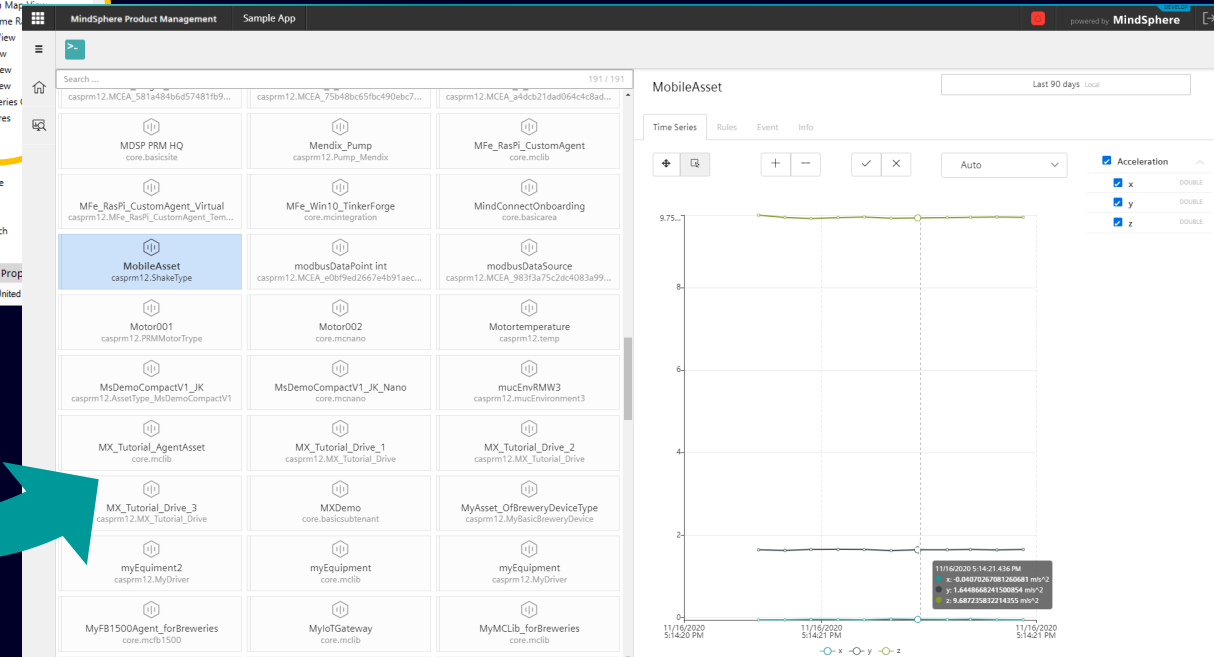 MindSphere Product Management
Sample App
DEVELOP
powered by MindSphere
>-
Search ...
191 / 191
casprm12.MCEA_581a484b6d57481fb9...
casprm12.MCEA_75b48bc65fbc490ebc7...
casprm12.MCEA_a4dcb21dad064c4c8ad...
MDSP PRM HQ
core.basicsite
Mendix_Pump
casprm12.Pump_Mendix
MFe_RasPi_CustomAgent
core.mclib
MFe_RasPi_CustomAgent_Virtual
casprm12.MFe_RasPi_CustomAgent_Tem...
MFe_Win10_TinkerForge
core.mcintegration
MindConnectOnboarding
core.basicarea
MobileAsset
casprm12.ShakeType
modbusDataPoint int
casprm12.MCEA_e0bf9ed2667e4b91aec...
modbusDataSource
casprm12.MCEA_983f3a75c2dc4083a99...
Motor001
casprm12.PRMMotorTrype
Motor002
core.mcnano
Motortemperature
casprm12.temp
MsDemoCompactV1_JK
casprm12.AssetType_MsDemoCompactV1
MsDemoCompactV1_JK_Nano
core.mcnano
mucEnvRMW3
casprm12.mucEnvironment3
MX_Tutorial_AgentAsset
core.mclib
MX_Tutorial_Drive_1
casprm12.MX_Tutorial_Drive
MX_Tutorial_Drive_2
casprm12.MX_Tutorial_Drive
MX_Tutorial_Drive_3
casprm12.MX_Tutorial_Drive
MXDemo
core.basicsubtenant
MyAsset_OfBreweryDeviceType
casprm12.MyBasicBreweryDevice
myEquiment2
casprm12.MyDriver
myEquipment
core.mclib
myEquipment
casprm12.MyDriver
MyFB1500Agent_forBreweries
core.mcfb1500
MyIoTGateway
core.mclib
MyMCLib_forBreweries
core.mclib
MobileAsset
Last 90 days Local
Time Series
Rules
Event
Info
Auto
Acceleration
x DOUBLE
y DOUBLE
z DOUBLE
9.75...
8
6
4
2
0
11/16/2020 5:14:21.436 PM
x: -0.04070267081260681 m/s^2
y: 1.6448668241500854 m/s^2
z: 9.687235832214355 m/s^2
11/16/2020
5:14:20 PM
11/16/2020
5:14:21 PM
11/16/2020
5:14:21 PM
x y z